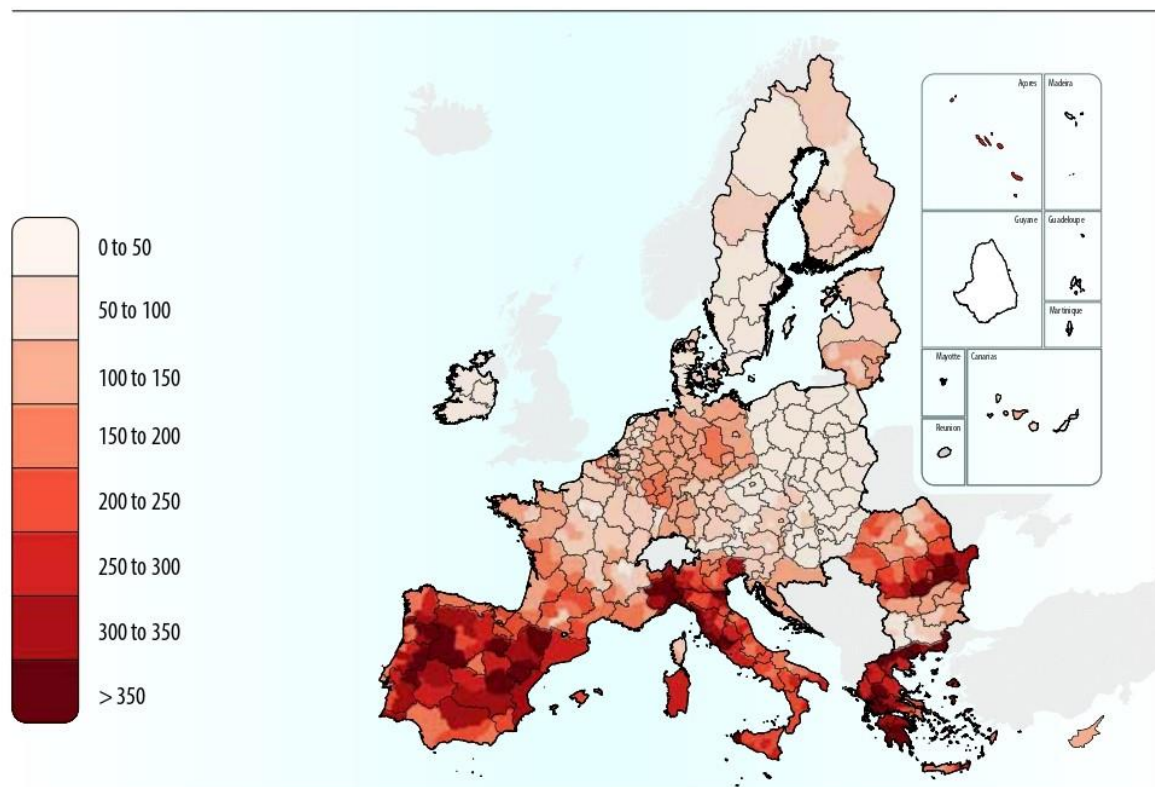 0 to 50
50 to 100
100 to 150
150 to 200
200 to 250
250 to 300
300 to 350
> 350
Açores
Madeira
Guyane
Guadeloupe
Martinique
Mayotte
Canarias
Reunion